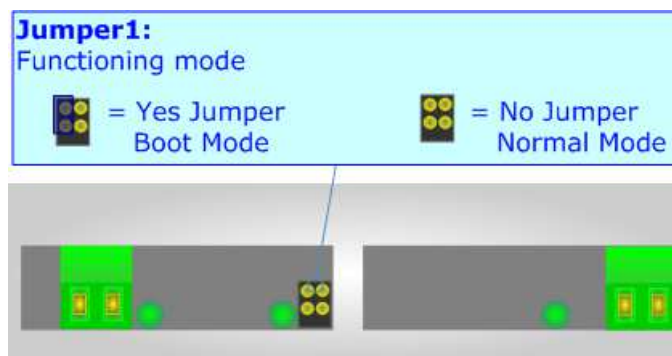 Jumper1:
Functioning mode
= Yes Jumper
Boot Mode
= No Jumper
Normal Mode